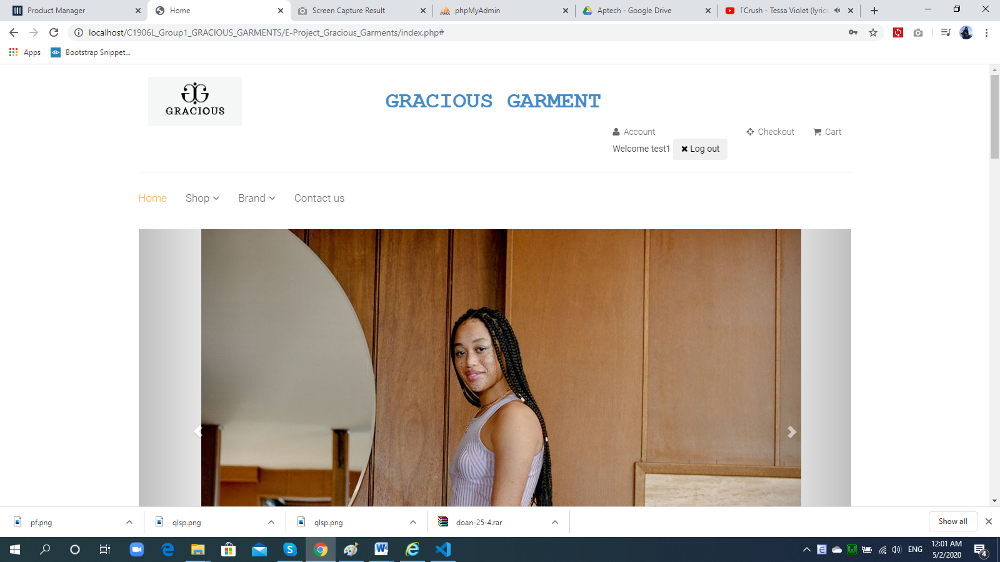 Product Manager
Home
Screen Capture Result
phpMyAdmin
Aptech - Google Drive
「Crush - Tessa Violet (lyrics
localhost/C1906L_Group1_GRACIOUS_GARMENTS/E-Project_Gracious_Garments/index.php#
Apps
Bootstrap Snippet...
GRACIOUS
GRACIOUS GARMENT
Account
Checkout
Cart
Welcome test1
Log out
Home
Shop
Brand
Contact us
pf.png
qlsp.png
qlsp.png
doan-25-4.rar
Show all
ENG
12:01 AM
5/2/2020
4